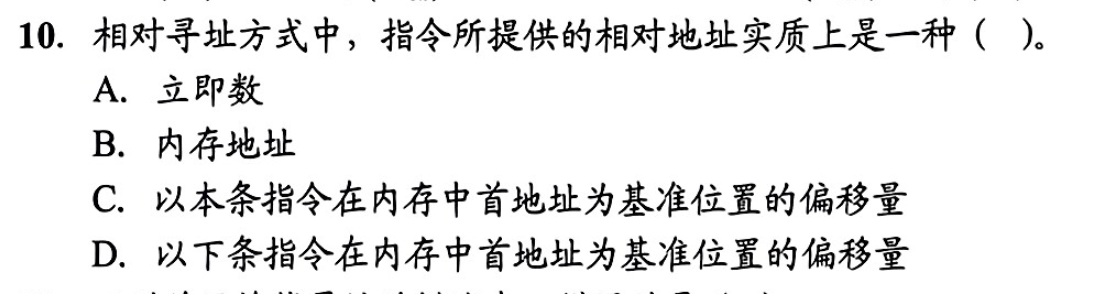 10. 相对寻址方式中，指令所提供的相对地址实质上是一种（ ）。
A. 立即数
B. 内存地址
C. 以本条指令在内存中首地址为基准位置的偏移量
D. 以下条指令在内存中首地址为基准位置的偏移量